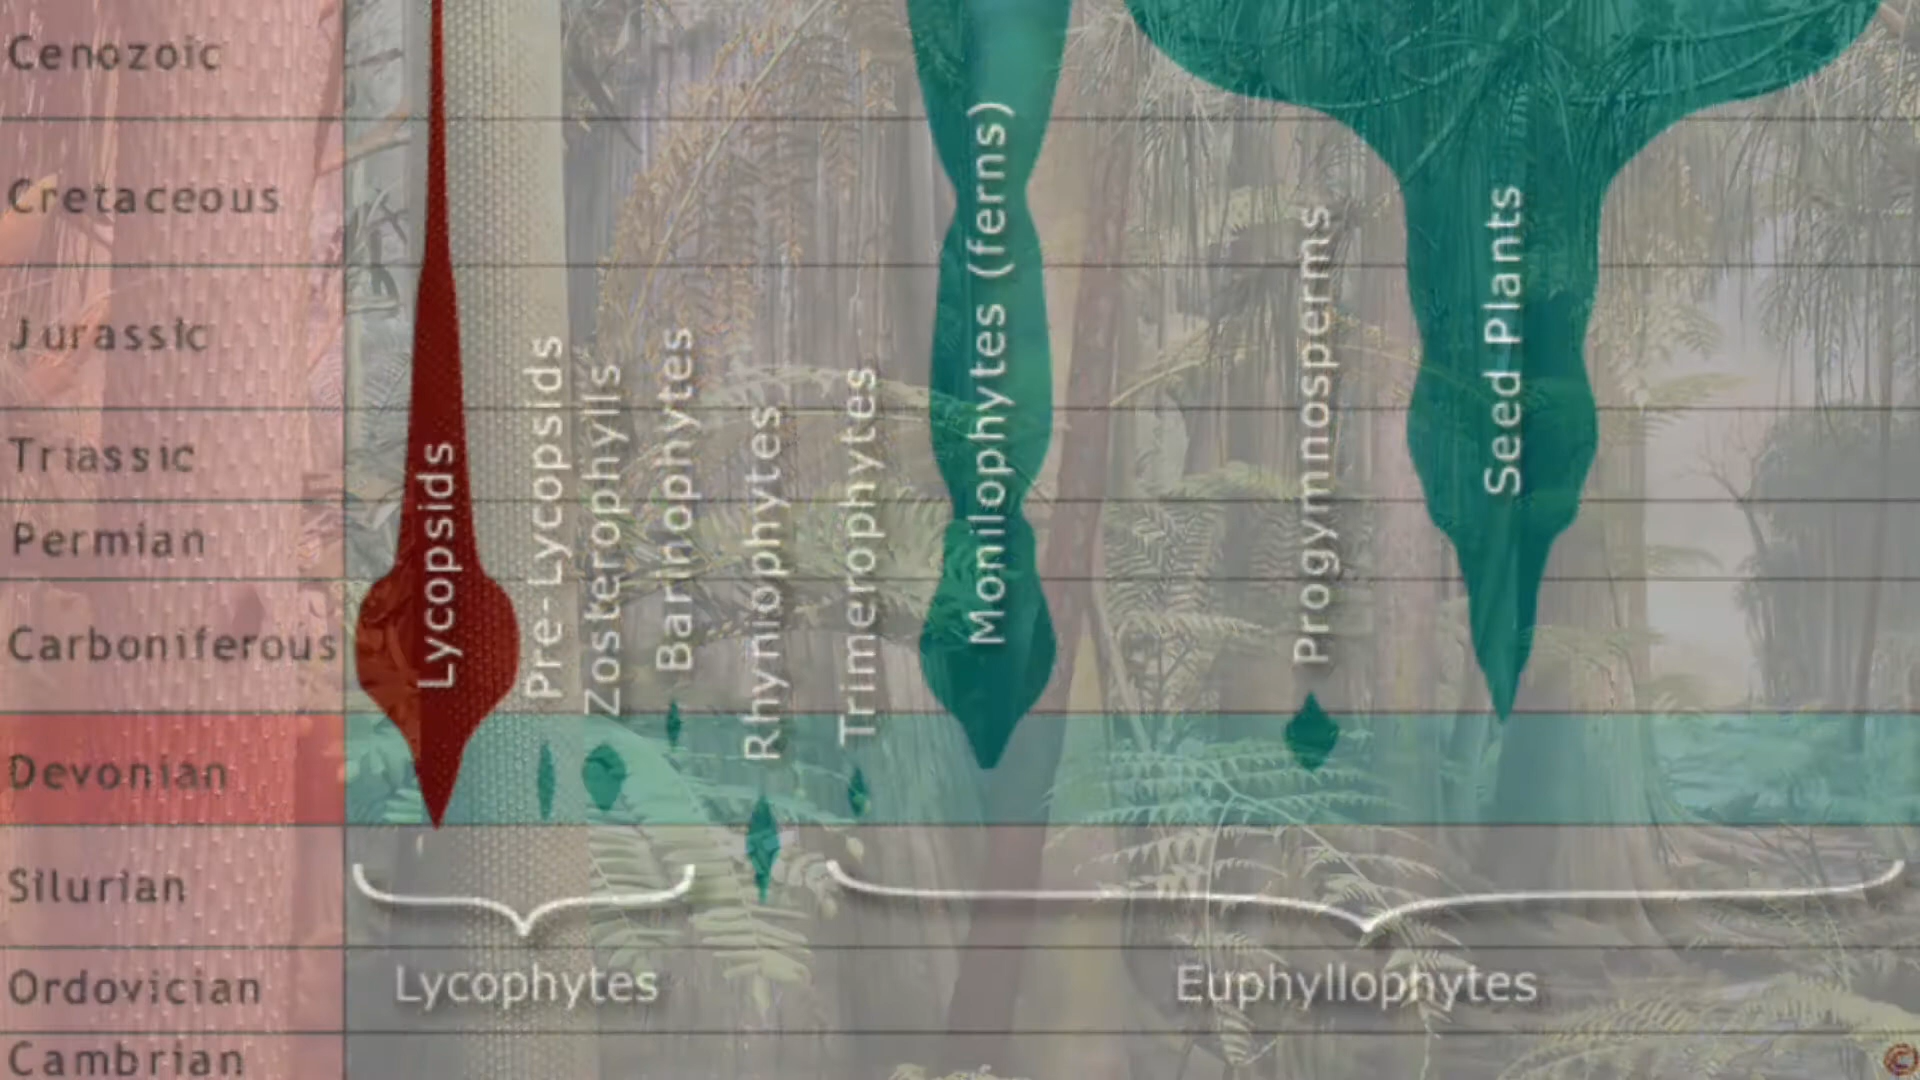 Cenozoic
Cretaceous
Jurassic
Triassic
Permian
Carboniferous
Devonian
Silurian
Ordovician
Cambrian
Lycopsids
Pre-Lycopsids
Zosterophylls
Barinophytes
Rhyniophytes
Trimerophytes
Monilophytes (ferns)
Progymnosperms
Seed Plants
Lycophytes
Euphyllophytes
©